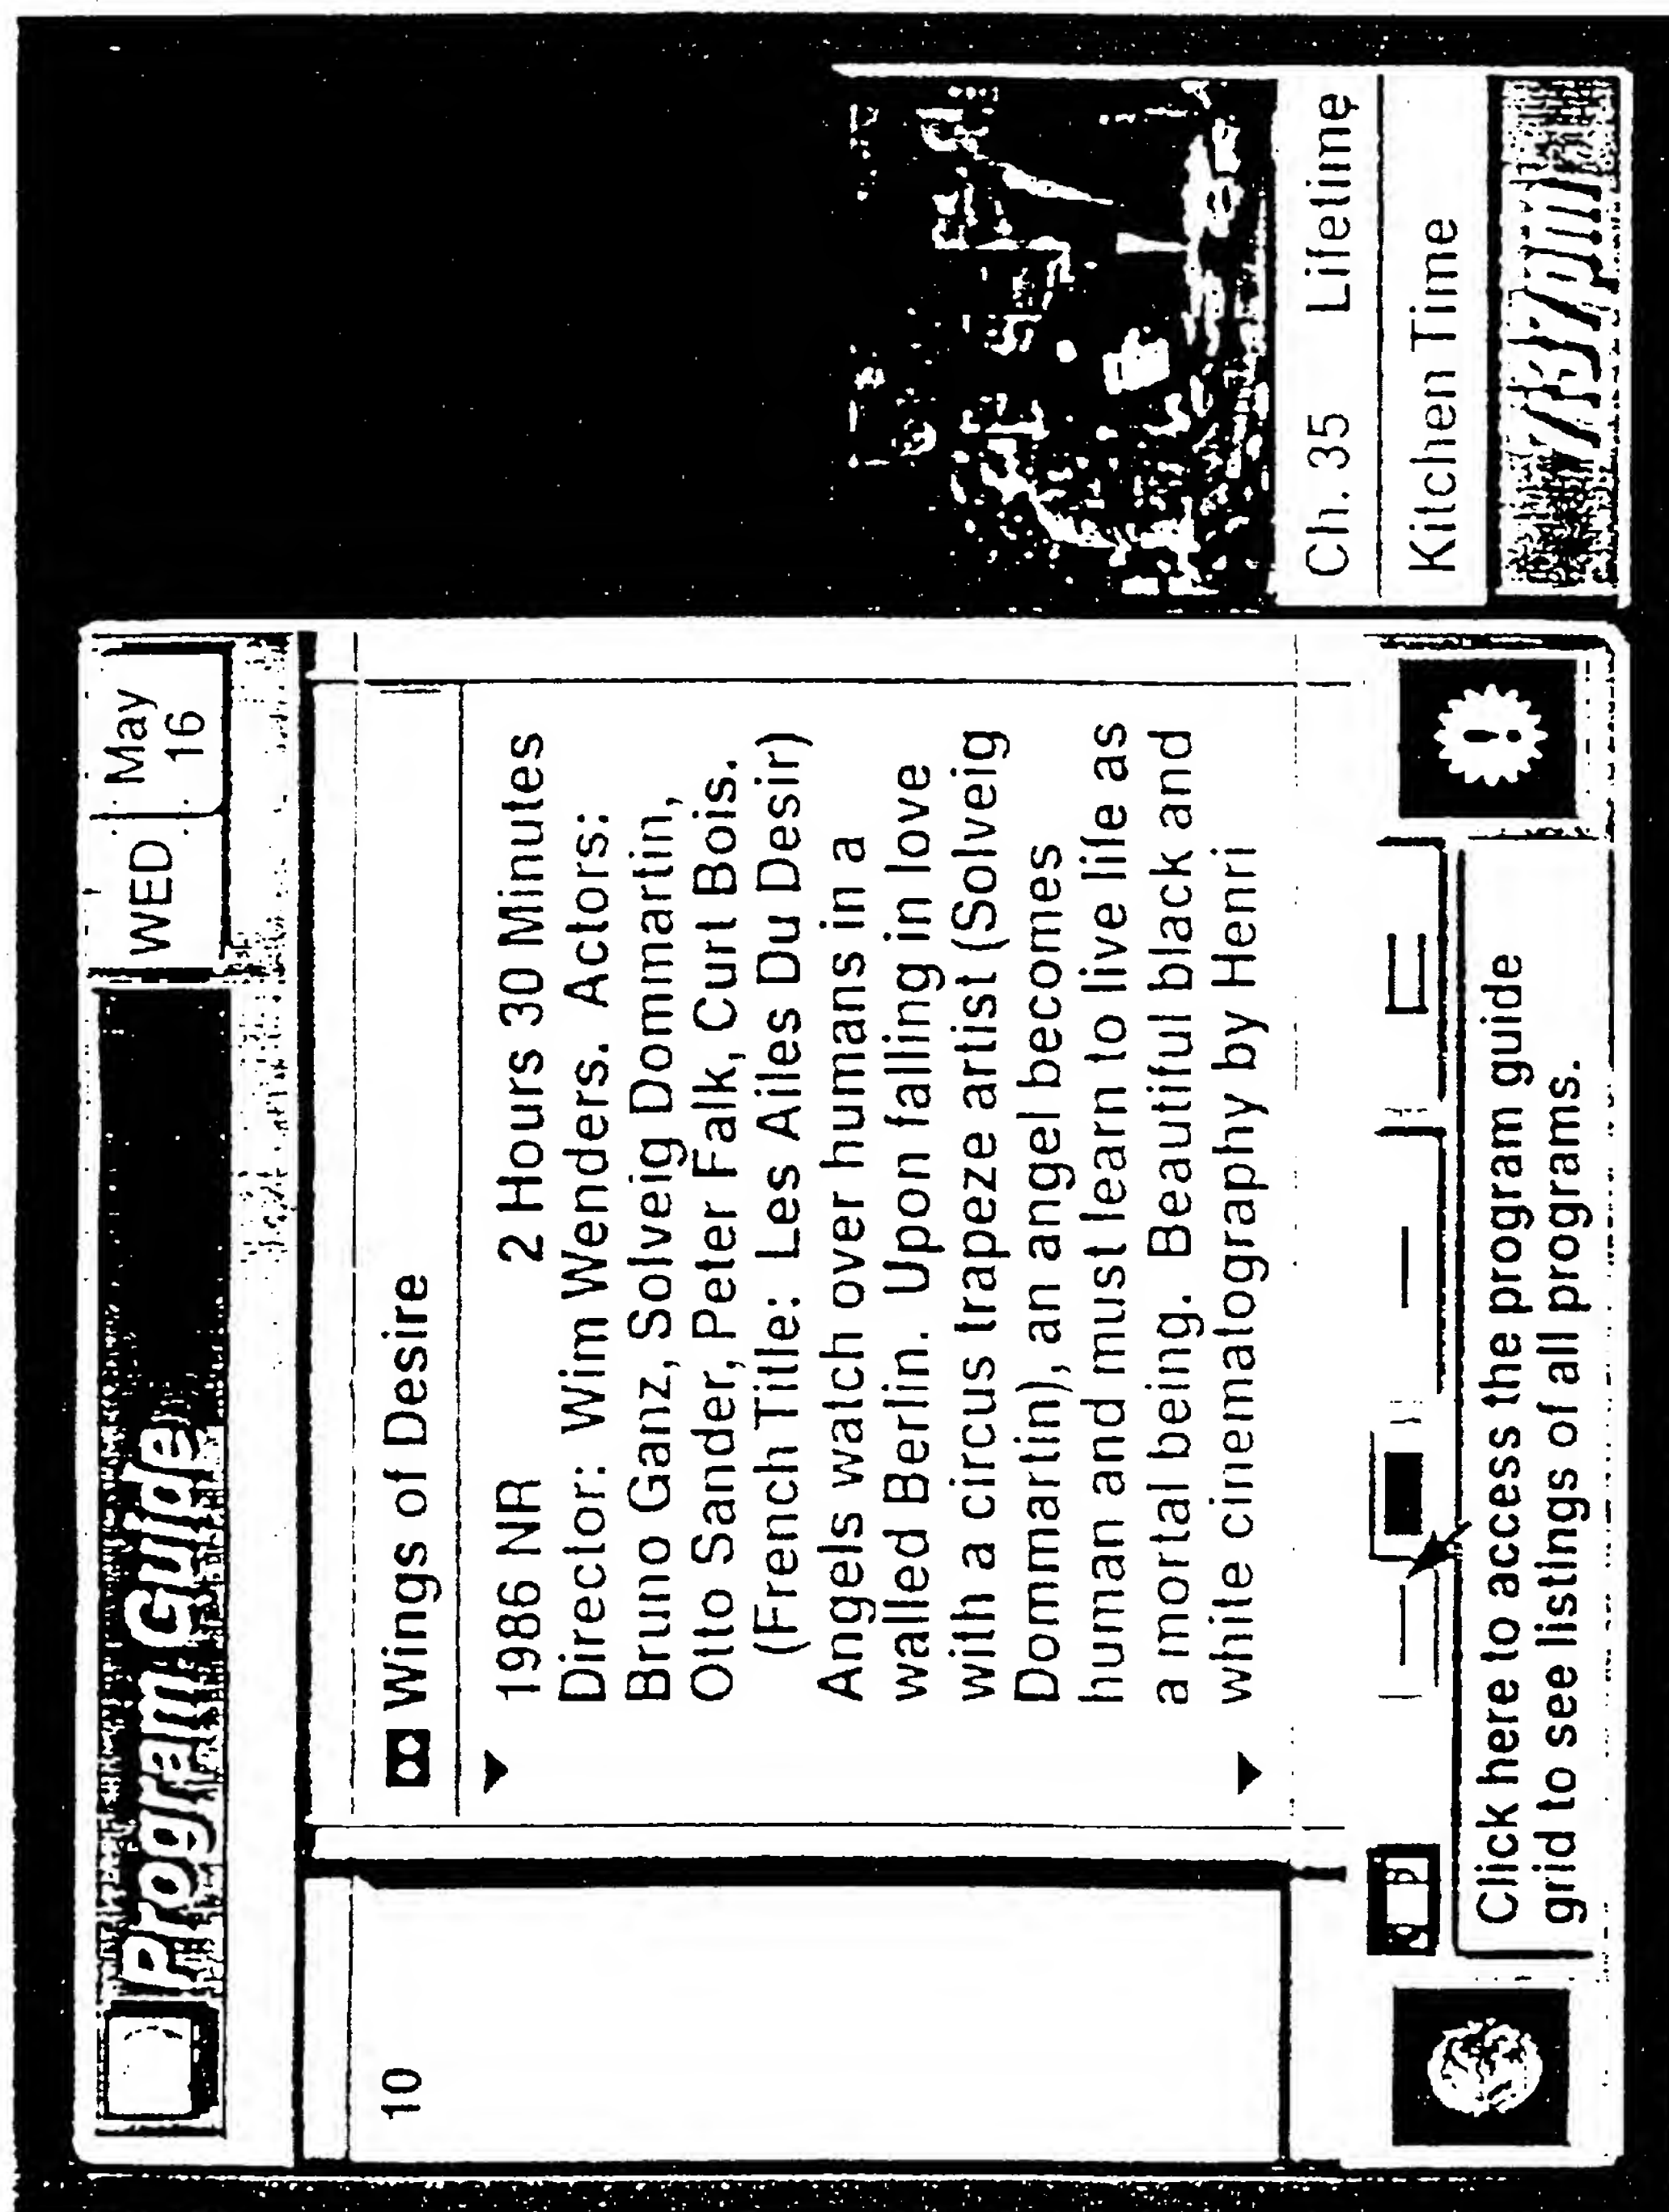 Program Guide
WED May 16
10
Wings of Desire
1986 NR 2 Hours 30 Minutes
Director: Wim Wenders. Actors:
Bruno Ganz, Solveig Dommartin,
Otto Sander, Peter Falk, Curt Bois.
(French Title: Les Ailes Du Desir)
Angels watch over humans in a
walled Berlin. Upon falling in love
with a circus trapeze artist (Solveig
Dommartin), an angel becomes
human and must learn to live life as
a mortal being. Beautiful black and
white cinematography by Henri
Click here to access the program guide
grid to see listings of all programs.
!
Ch. 35 Lifetime
Kitchen Time